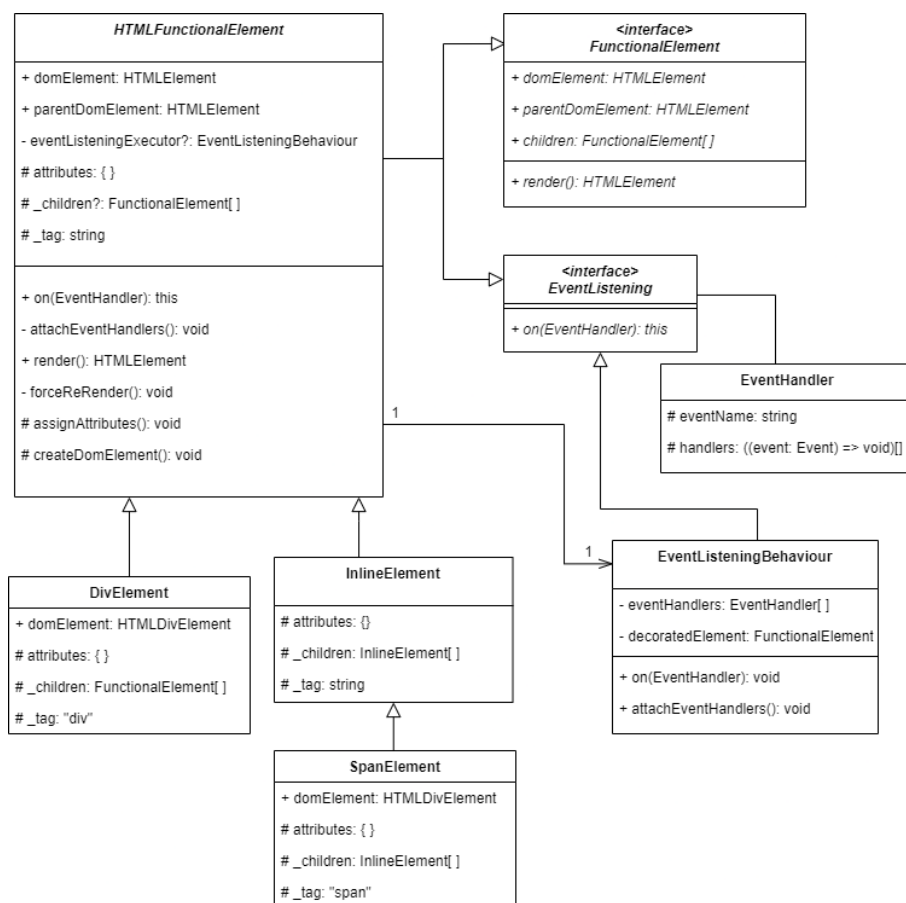 HTMLFunctionalElement
+ domElement: HTMLElement
+ parentDomElement: HTMLElement
- eventListeningExecutor?: EventListeningBehaviour
# attributes: { }
# _children?: FunctionalElement[ ]
# _tag: string
+ on(EventHandler): this
- attachEventHandlers(): void
+ render(): HTMLElement
- forceReRender(): void
# assignAttributes(): void
# createDomElement(): void
<interface>
FunctionalElement
+ domElement: HTMLElement
+ parentDomElement: HTMLElement
+ children: FunctionalElement[ ]
+ render(): HTMLElement
<interface>
EventListening
+ on(EventHandler): this
EventHandler
# eventName: string
# handlers: ((event: Event) => void)[]
1
1
EventListeningBehaviour
- eventHandlers: EventHandler[ ]
- decoratedElement: FunctionalElement
+ on(EventHandler): void
+ attachEventHandlers(): void
DivElement
+ domElement: HTMLDivElement
# attributes: { }
# _children: FunctionalElement[ ]
# _tag: "div"
InlineElement
# attributes: {}
# _children: InlineElement[ ]
# _tag: string
SpanElement
+ domElement: HTMLDivElement
# attributes: { }
# _children: InlineElement[ ]
# _tag: "span"